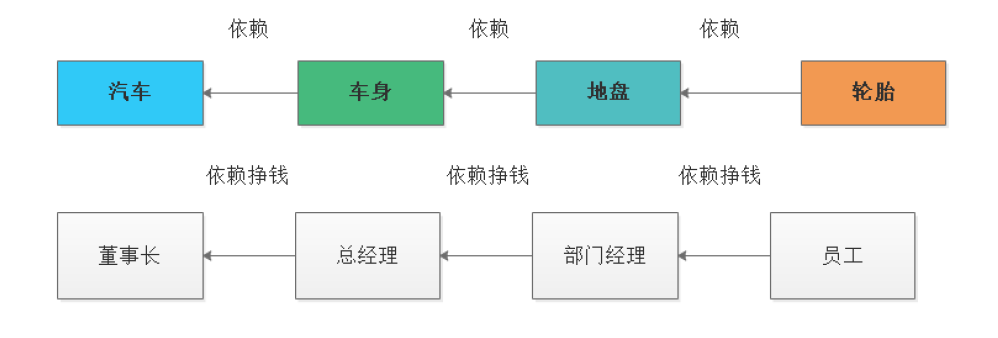 依赖 依赖 依赖
汽车 车身 地盘 轮胎
依赖挣钱 依赖挣钱 依赖挣钱
董事长 总经理 部门经理 员工